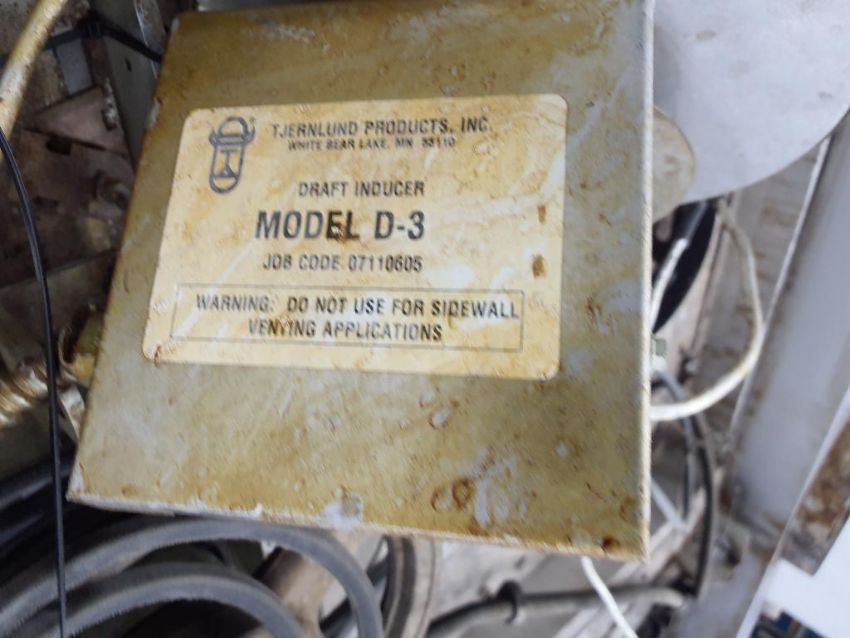 TJERNLUND PRODUCTS, INC.
WHITE BEAR LAKE, MN 55110
DRAFT INDUCER
MODEL D-3
JOB CODE 07110605
WARNING: DO NOT USE FOR SIDEWALL
VENYING APPLICATIONS